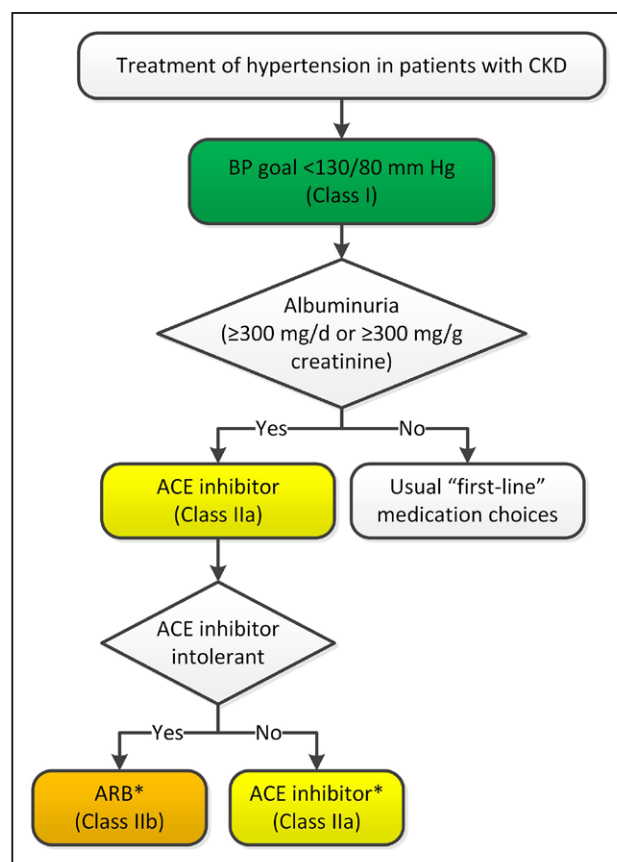 Treatment of hypertension in patients with CKD
BP goal <130/80 mm Hg
(Class I)
Albuminuria
(≥300 mg/d or ≥300 mg/g
creatinine)
Yes
No
ACE inhibitor
(Class IIa)
Usual “first-line”
medication choices
ACE inhibitor
intolerant
Yes
No
ARB*
(Class IIb)
ACE inhibitor*
(Class IIa)